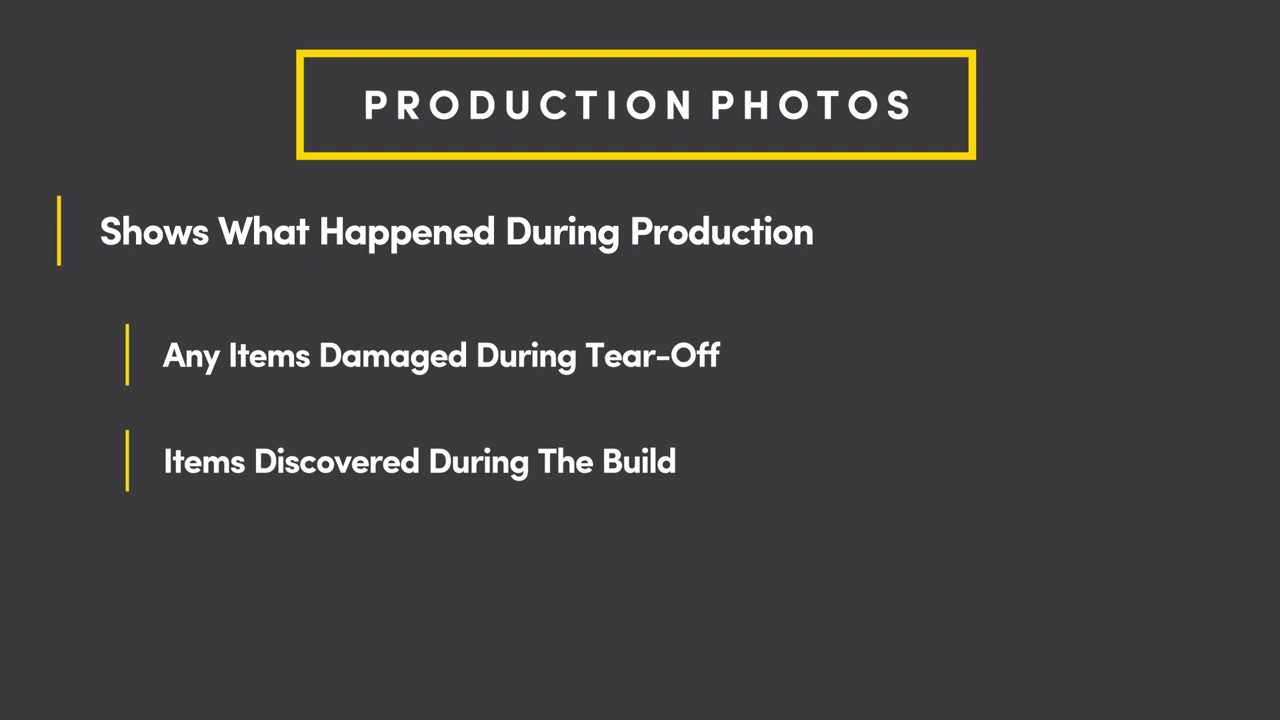 PRODUCTION PHOTOS
Shows What Happened During Production
Any Items Damaged During Tear-Off
Items Discovered During The Build